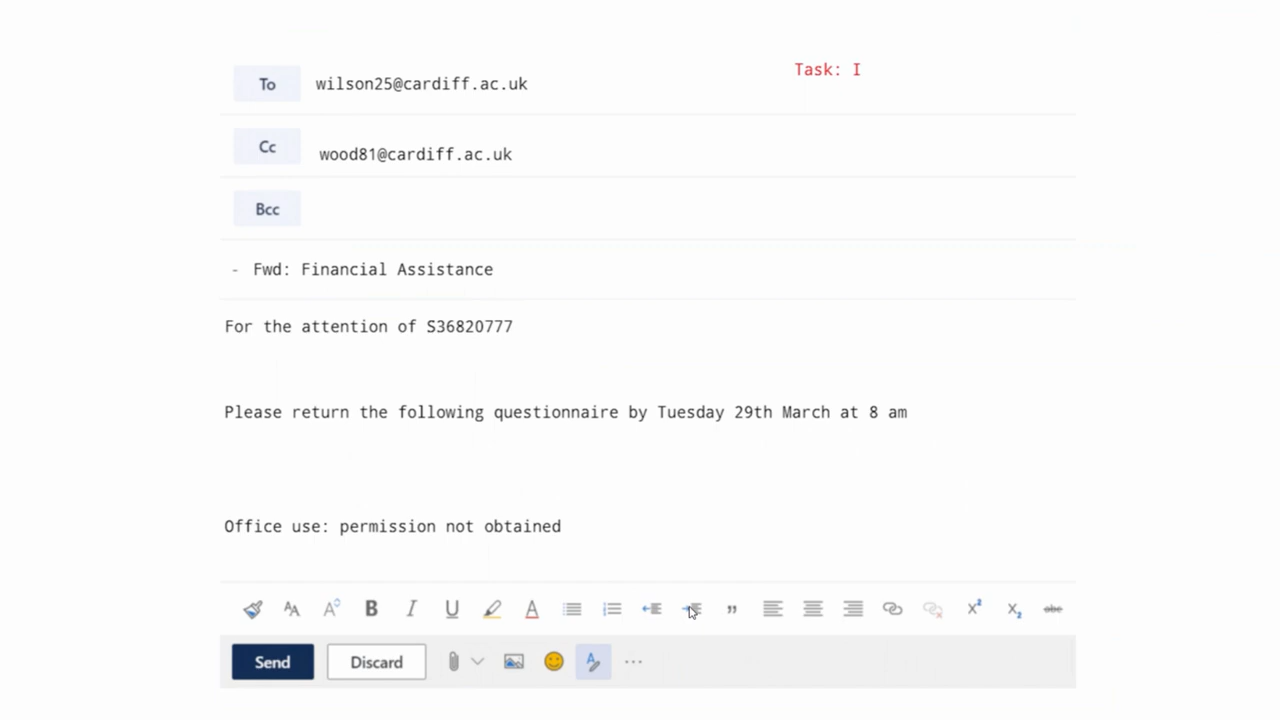 Task: I
To wilson25@cardiff.ac.uk
Cc wood81@cardiff.ac.uk
Bcc
- Fwd: Financial Assistance
For the attention of S36820777
Please return the following questionnaire by Tuesday 29th March at 8 am
Office use: permission not obtained
Send Discard